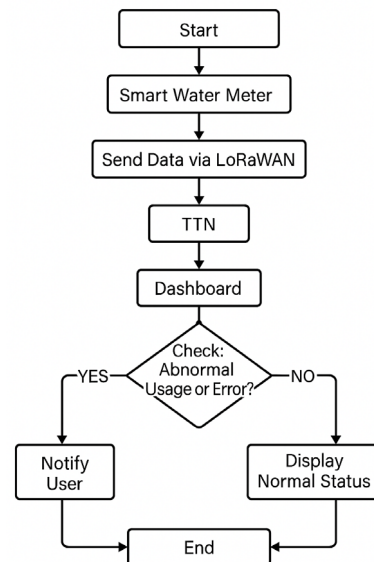 Start
Smart Water Meter
Send Data via LoRaWAN
TTN
Dashboard
Check:
Abnormal
Usage or Error?
YES
NO
Notify
User
Display
Normal Status
End